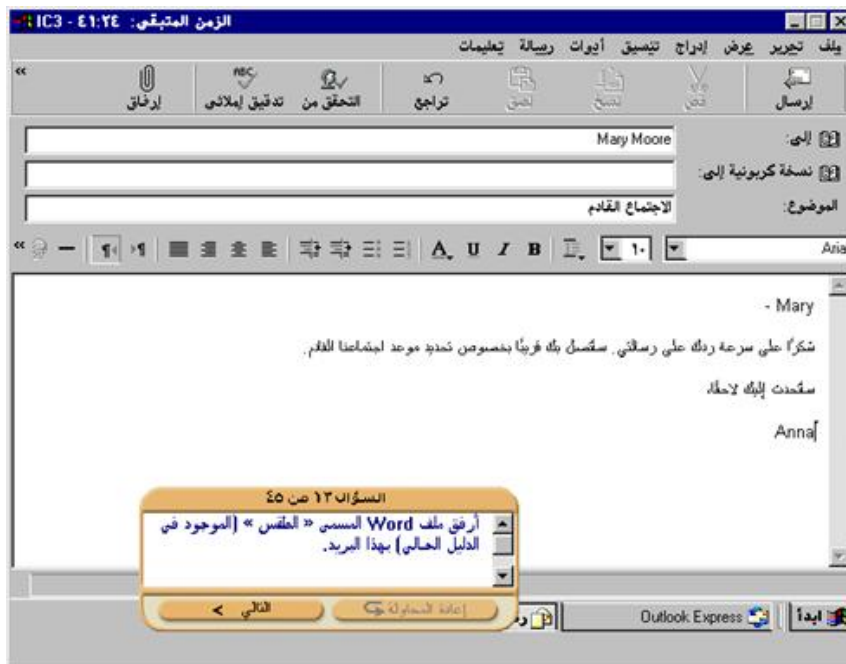 الزمن المتبقي: ٤١:٢٤ - IC3
ملف تحرير عرض إدراج تنسيق أدوات رسالة تعليمات
إرسال قص نسخ لصق تراجع التحقق من تدقيق إملائي إرفاق »
إلى: Mary Moore
نسخة كربونية إلى:
الموضوع: الاجتماع القادم
Aria ١٠ B I U A »
Mary -
شكرًا على سرعة ردك على رسالتي. سأتصل بك قريبًا بخصوص تحديد موعد اجتماعنا القادم.
سأتحدث إليك لاحقًا،
Anna
السؤال ١٣ من ٤٥
أرفق ملف Word المسمى « الطقس » (الموجود في
الدليل الحالي) بهذا البريد.
إعادة المحاولة
التالي >
ابدأ Outlook Express